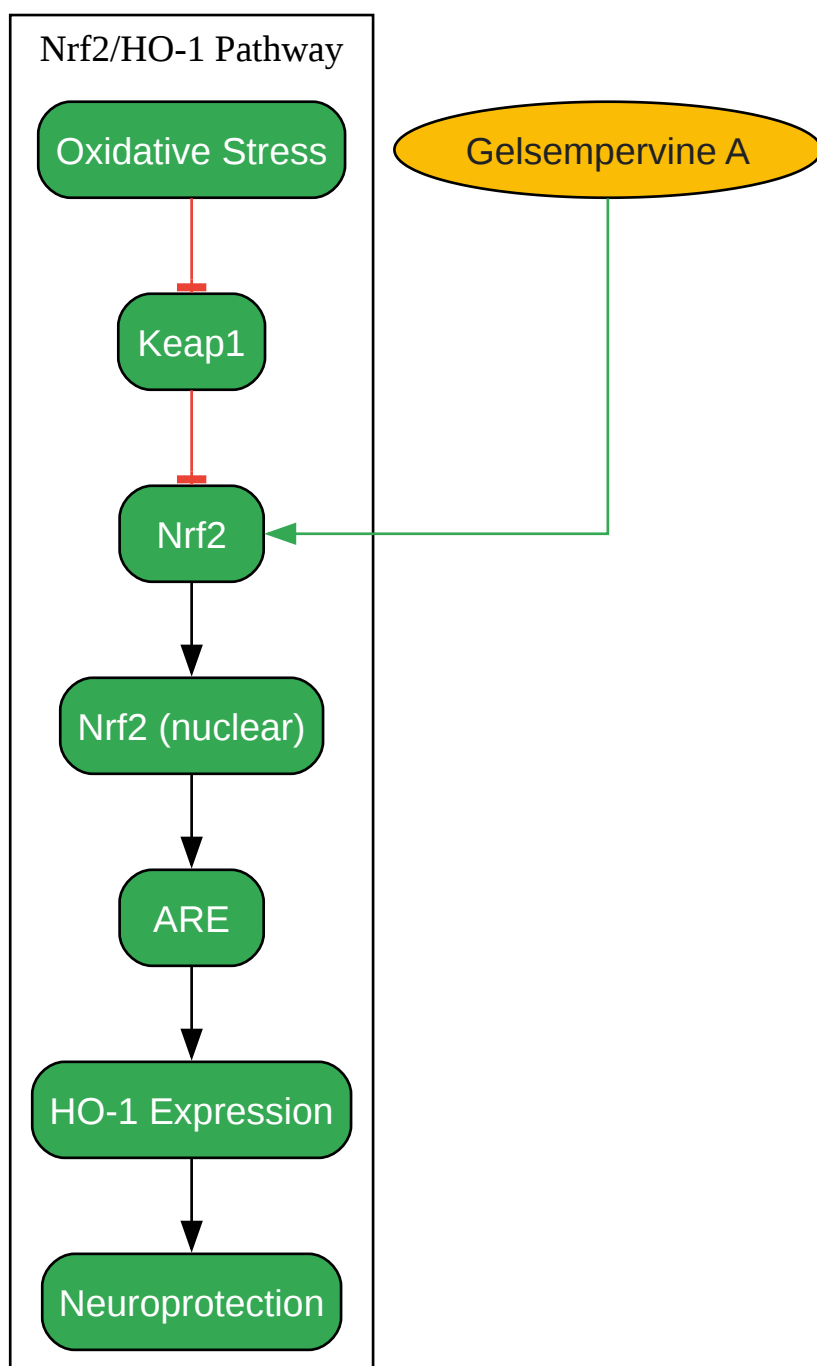 Nrf2/HO-1 Pathway
Oxidative Stress
Gelsempervine A
Keap1
Nrf2
Nrf2 (nuclear)
ARE
HO-1 Expression
Neuroprotection